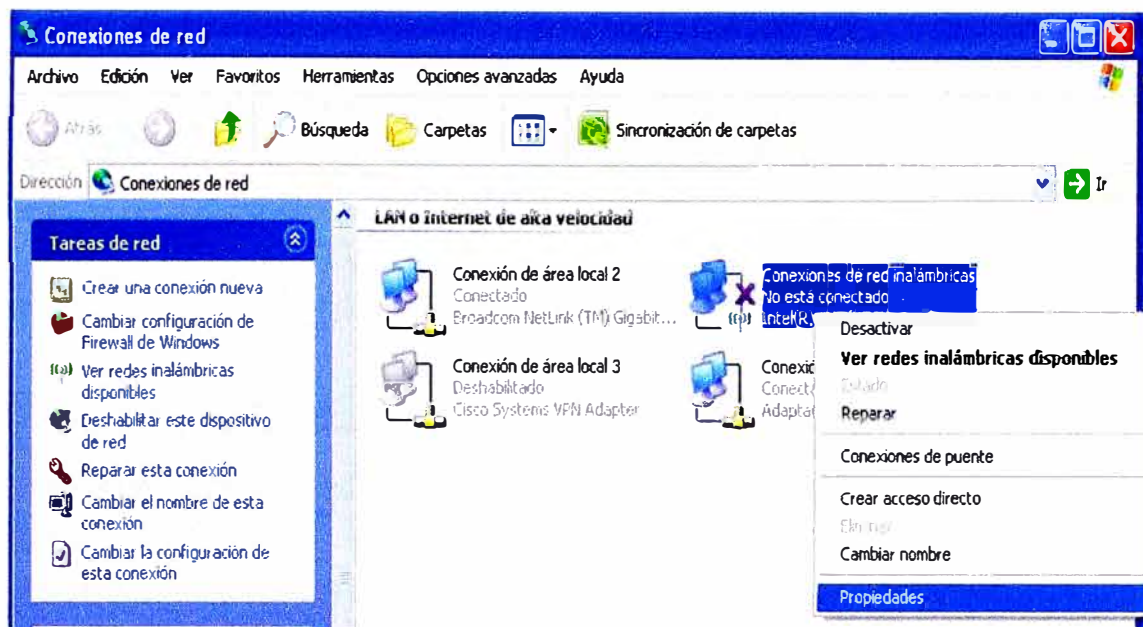 Conexiones de red
Archivo Edición Ver Favoritos Herramientas Opciones avanzadas Ayuda
Atrás Búsqueda Carpetas Sincronización de carpetas
Dirección Conexiones de red Ir
Tareas de red
Crear una conexión nueva
Cambiar configuración de
Firewall de Windows
Ver redes inalámbricas
disponibles
Deshabilitar este dispositivo
de red
Reparar esta conexión
Cambiar el nombre de esta
conexión
Cambiar la configuración de
esta conexión
LAN o Internet de alta velocidad
Conexión de área local 2
Conectado
Broadcom NetLink (TM) Gigabit...
Conexiones de red inalámbricas
No está conectado
Intel(R)
Conexión de área local 3
Deshabilitado
Cisco Systems VPN Adapter
Conexió
Conecta
Adapta
Desactivar
Ver redes inalámbricas disponibles
Estado
Reparar
Conexiones de puente
Crear acceso directo
Eliminar
Cambiar nombre
Propiedades